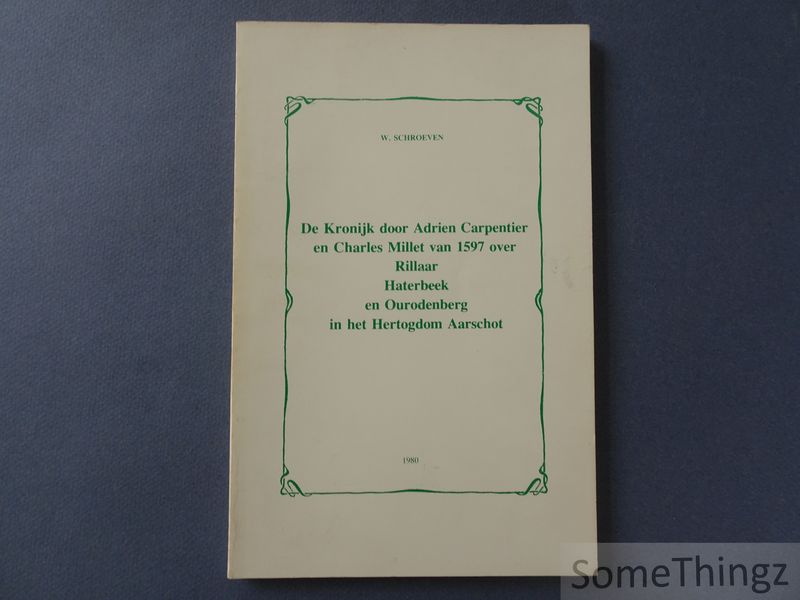 W. SCHROEVEN
De Kronijk door Adrien Carpentier
en Charles Millet van 1597 over
Rillaar
Haterbeek
en Ourodenberg
in het Hertogdom Aarschot
1980
SomeThingz